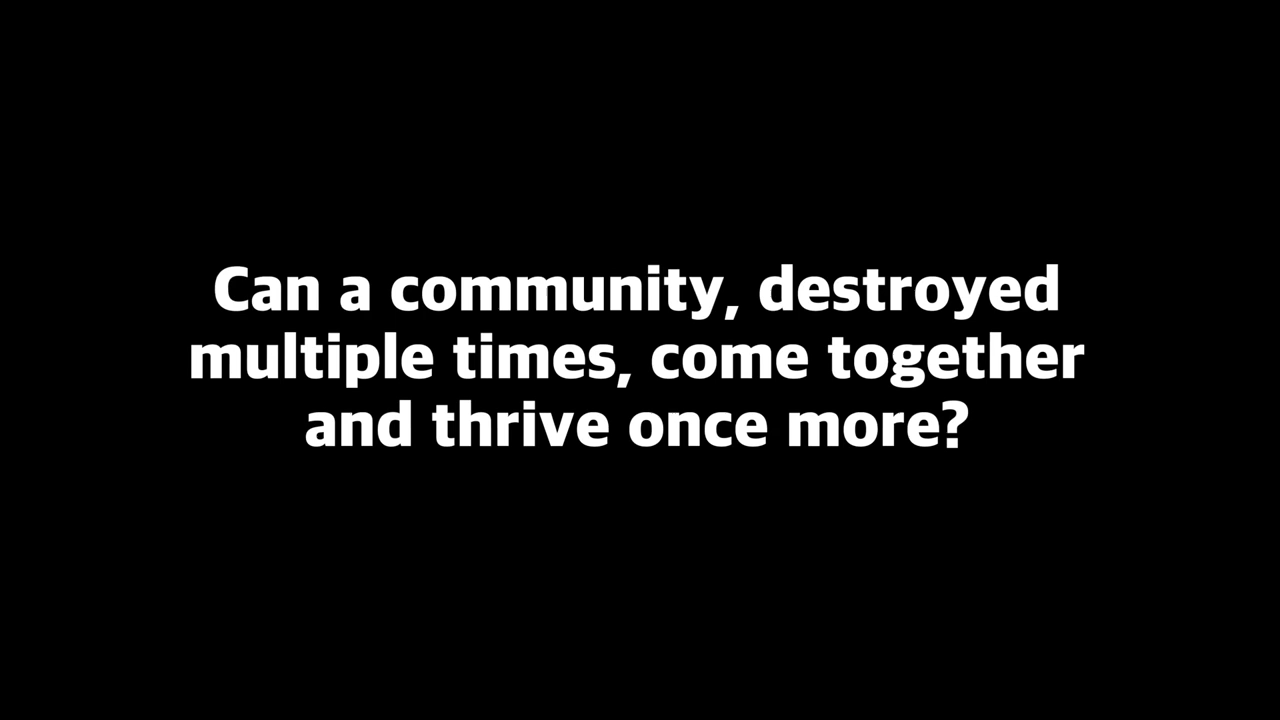 Can a community, destroyed
multiple times, come together
and thrive once more?